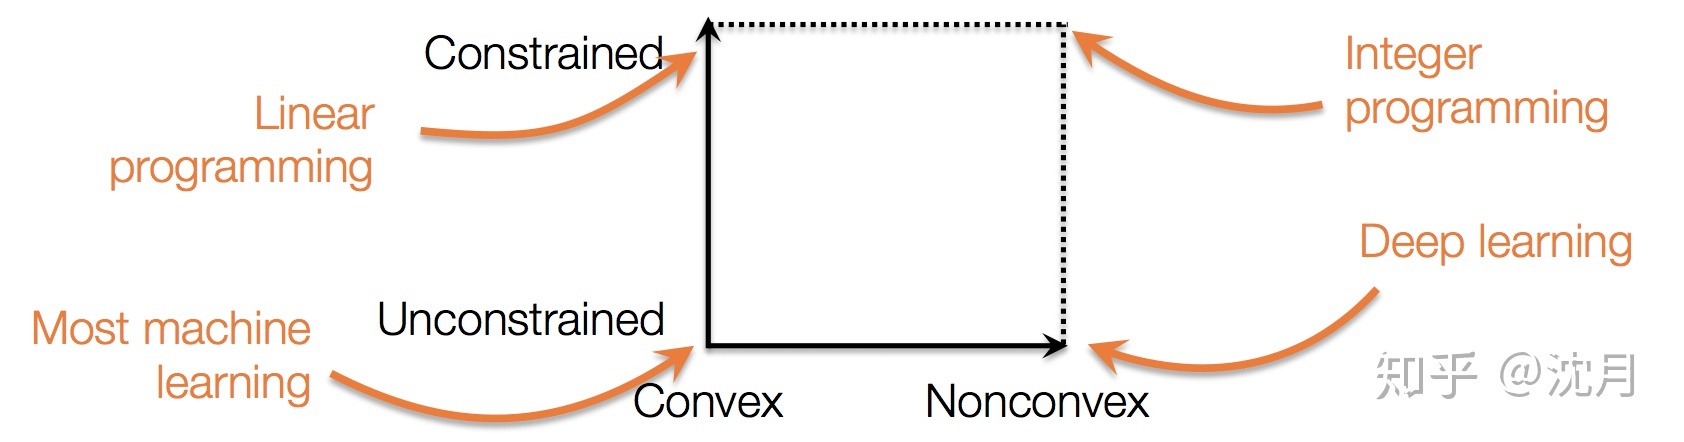 Constrained
Linear
programming
Integer
programming
Deep learning
Most machine
learning
Unconstrained
Convex
Nonconvex
知乎 @沈月